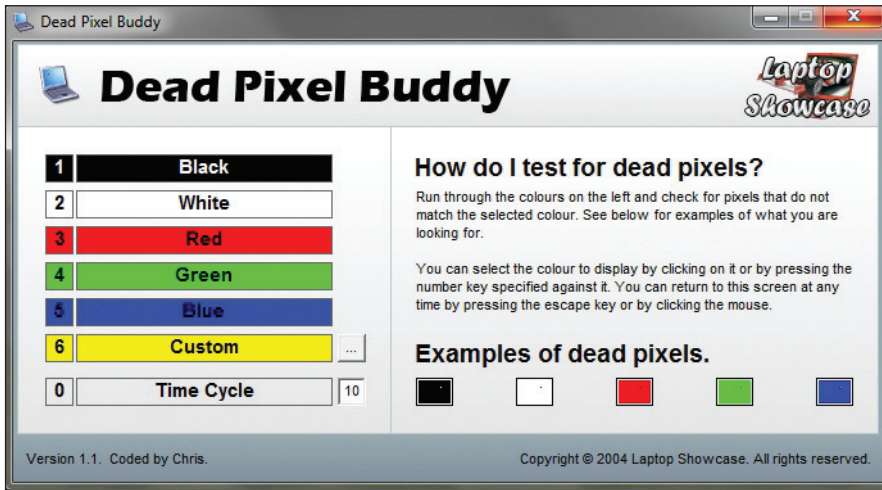 Dead Pixel Buddy
Dead Pixel Buddy
Laptop
Showcase
1 Black
2 White
3 Red
4 Green
5 Blue
6 Custom ...
0 Time Cycle 10
How do I test for dead pixels?
Run through the colours on the left and check for pixels that do not
match the selected colour. See below for examples of what you are
looking for.
You can select the colour to display by clicking on it or by pressing the
number key specified against it. You can return to this screen at any
time by pressing the escape key or by clicking the mouse.
Examples of dead pixels.
Version 1.1. Coded by Chris.
Copyright © 2004 Laptop Showcase. All rights reserved.